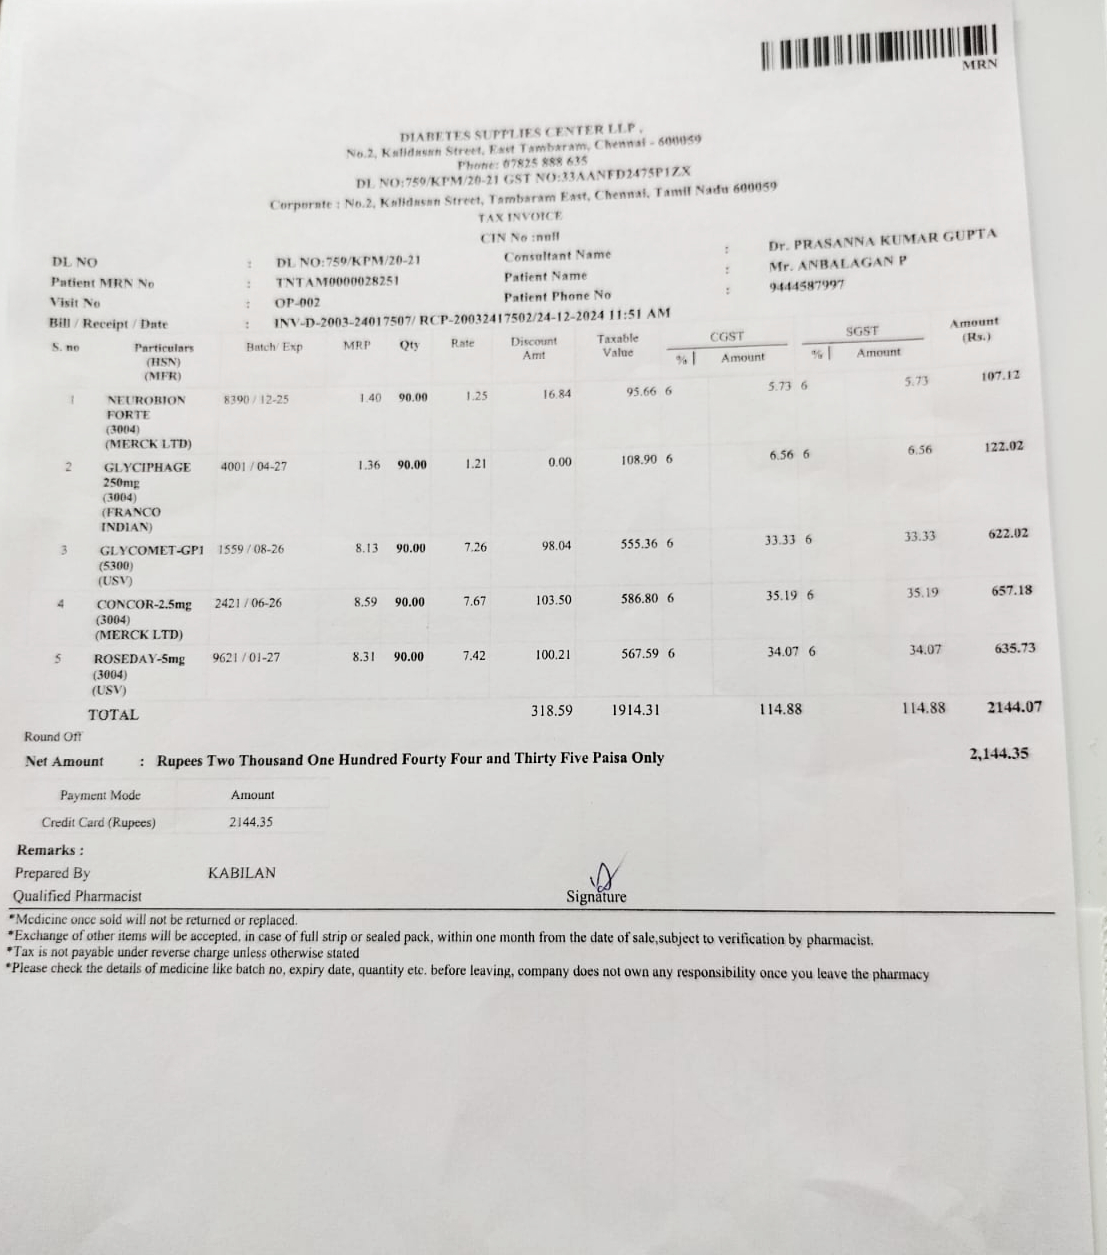 MRN
DIABETES SUPPLIES CENTER LLP ,
No.2, Kalidasan Street, East Tambaram, Chennai - 600059
Phone: 07825 888 635
DL NO:759/KPM/20-21 GST NO:33AANFD2475P1ZX
Corporate : No.2, Kalidasan Street, Tambaram East, Chennai, Tamil Nadu 600059
TAX INVOICE
CIN No :null
DL NO : DL NO:759/KPM/20-21 Consultant Name : Dr. PRASANNA KUMAR GUPTA
Patient MRN No : TNTAM0000028251 Patient Name : Mr. ANBALAGAN P
Visit No : OP-002 Patient Phone No : 9444587997
Bill / Receipt / Date : INV-D-2003-24017507/ RCP-20032417502/24-12-2024 11:51 AM
S. no Particulars Batch/ Exp MRP Qty Rate Discount Taxable CGST SGST Amount
(HSN) Amt Value % Amount % Amount (Rs.)
(MFR)
1 NEUROBION 8390 / 12-25 1.40 90.00 1.25 16.84 95.66 6 5.73 6 5.73 107.12
FORTE
(3004)
(MERCK LTD)
2 GLYCIPHAGE 4001 / 04-27 1.36 90.00 1.21 0.00 108.90 6 6.56 6 6.56 122.02
250mg
(3004)
(FRANCO
INDIAN)
3 GLYCOMET-GP1 1559 / 08-26 8.13 90.00 7.26 98.04 555.36 6 33.33 6 33.33 622.02
(5300)
(USV)
4 CONCOR-2.5mg 2421 / 06-26 8.59 90.00 7.67 103.50 586.80 6 35.19 6 35.19 657.18
(3004)
(MERCK LTD)
5 ROSEDAY-5mg 9621 / 01-27 8.31 90.00 7.42 100.21 567.59 6 34.07 6 34.07 635.73
(3004)
(USV)
TOTAL 318.59 1914.31 114.88 114.88 2144.07
Round Off
Net Amount : Rupees Two Thousand One Hundred Fourty Four and Thirty Five Paisa Only 2,144.35
Payment Mode Amount
Credit Card (Rupees) 2144.35
Remarks :
Prepared By KABILAN
Qualified Pharmacist Signature
*Medicine once sold will not be returned or replaced.
*Exchange of other items will be accepted, in case of full strip or sealed pack, within one month from the date of sale,subject to verification by pharmacist.
*Tax is not payable under reverse charge unless otherwise stated
*Please check the details of medicine like batch no, expiry date, quantity etc. before leaving, company does not own any responsibility once you leave the pharmacy